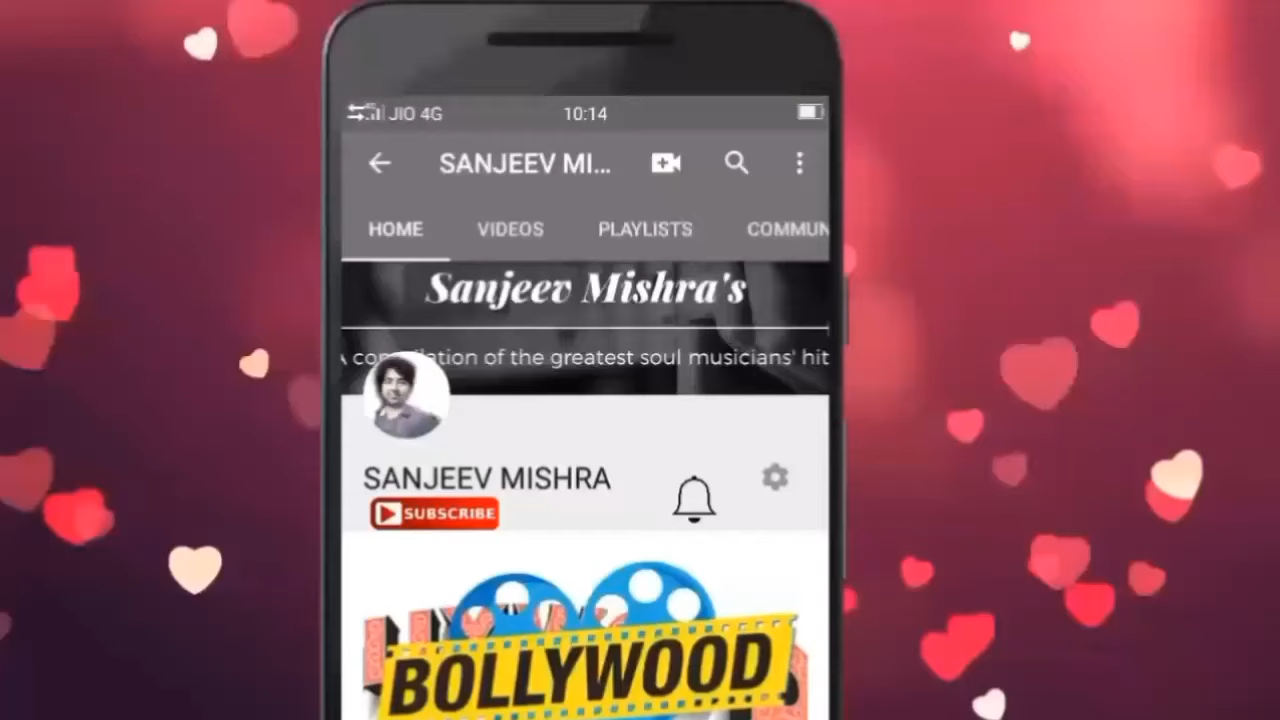 JIO 4G 10:14
SANJEEV MI...
HOME VIDEOS PLAYLISTS COMMUN
Sanjeev Mishra's
A compilation of the greatest soul musicians' hit
SANJEEV MISHRA
SUBSCRIBE
BOLLYWOOD